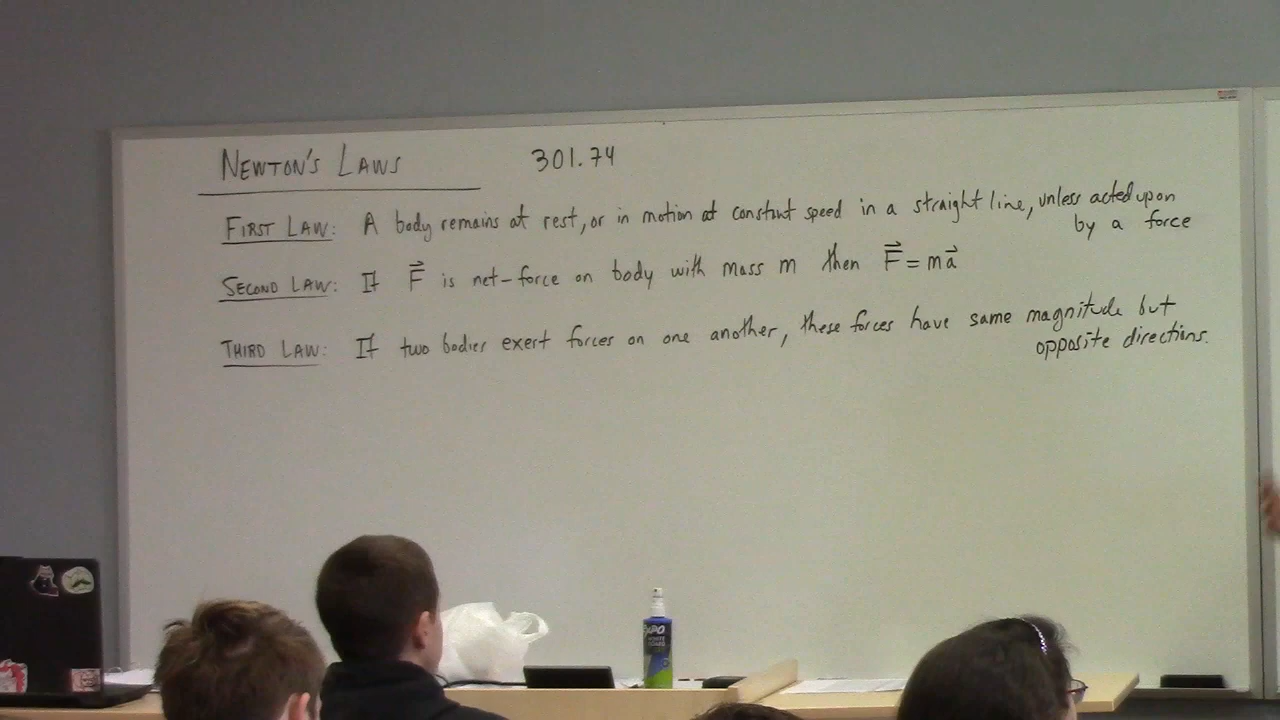 NEWTON'S LAWS 301.74
FIRST LAW: A body remains at rest, or in motion at constant speed in a straight line, unless acted upon
by a force
SECOND LAW: If F⃗ is net-force on body with mass m then F⃗ = ma⃗
THIRD LAW: If two bodies exert forces on one another, these forces have same magnitude but
opposite directions.
EXPO